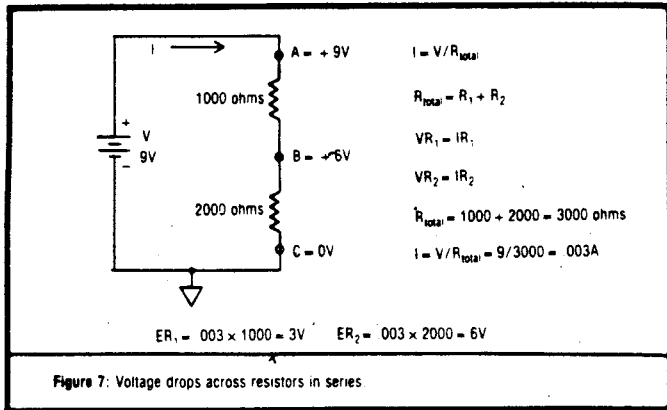 I
A = + 9V
1000 ohms
+
V
9V
−
B = + 6V
2000 ohms
C = 0V
I = V/Rtotal
Rtotal = R1 + R2
VR1 = IR1
VR2 = IR2
Rtotal = 1000 + 2000 = 3000 ohms
I = V/Rtotal = 9/3000 = .003A
ER1 = .003 x 1000 = 3V ER2 = .003 x 2000 = 6V
Figure 7: Voltage drops across resistors in series.